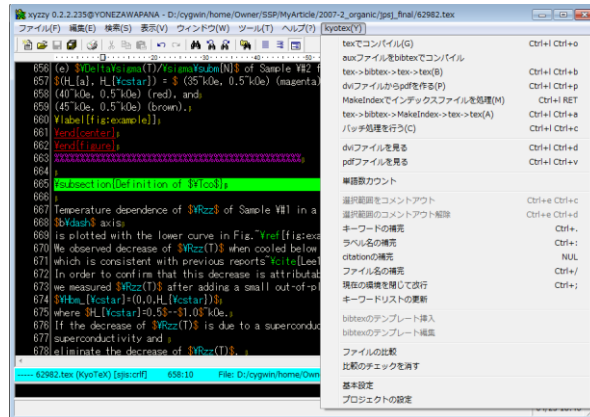 xyzzy 0.2.2.235@YONEZAWAPANA - D:/cygwin/home/Owner/SSP/MyArticle/2007-2_organic/jpsj_final/62982.tex
ファイル(F) 編集(E) 検索(S) 表示(V) ウィンドウ(W) ツール(T) ヘルプ(?) kyotex(Y)
656 (e) $¥Delta¥sigma(T)/¥sigma¥subm{N}$ of Sample ¥#2 f
657 $(H_{a}, H_{¥cstar}) = $ (35~kOe, 0.5~kOe) (magenta)
658 (40~kOe, 0.5~kOe) (red), and
659 (45~kOe, 0.5~kOe) (brown).
660 ¥label{fig:example}}
661 ¥end{center}
662 ¥end{figure}
663 %%%%%%%%%%%%%%%%%%%%%%%%%%%%%%%%%%%%%%
664
665 ¥subsection{Definition of $¥Tco$}
666
667 Temperature dependence of $¥Rzz$ of Sample ¥#1 in a
668 $b¥dash$ axis
669 is plotted with the lower curve in Fig.~¥ref{fig:exa
670 We observed decrease of $¥Rzz(T)$ when cooled below
671 which is consistent with previous reports~¥cite{Lee1
672 In order to confirm that this decrease is attributab
673 we measured $¥Rzz(T)$ after adding a small out-of-pl
674 $¥Hbm_{¥cstar}=(0,0,H_{¥cstar})$
675 where $H_{¥cstar}=0.5$--$1.0$~kOe.
676 If the decrease of $¥Rzz(T)$ is due to a superconduc
677 superconductivity and
678 eliminate the decrease of $¥Rzz(T)$.
----- 62982.tex (KyoTeX) [sjis:crlf] 658:10 File: D:/cygwin/home/Own
texでコンパイル(G) Ctrl+l Ctrl+o
auxファイルをbibtexでコンパイル
tex->bibtex->tex->tex(B) Ctrl+l Ctrl+b
dviファイルからpdfを作る(P) Ctrl+l Ctrl+p
MakeIndexでインデックスファイルを処理(M) Ctrl+l RET
tex->bibtex->MakeIndex->tex->tex(A) Ctrl+l Ctrl+a
バッチ処理を行う(C) Ctrl+l Ctrl+c
dviファイルを見る Ctrl+l Ctrl+d
pdfファイルを見る Ctrl+l Ctrl+v
単語数カウント
選択範囲をコメントアウト Ctrl+e Ctrl+c
選択範囲のコメントアウト解除 Ctrl+e Ctrl+d
キーワードの補完 Ctrl+.
ラベル名の補完 Ctrl+:
citationの補完 NUL
ファイル名の補完 Ctrl+/
現在の環境を閉じて改行 Ctrl+;
キーワードリストの更新
bibtexのテンプレート挿入
bibtexのテンプレート編集
ファイルの比較
比較のチェックを消す
基本設定
プロジェクトの設定